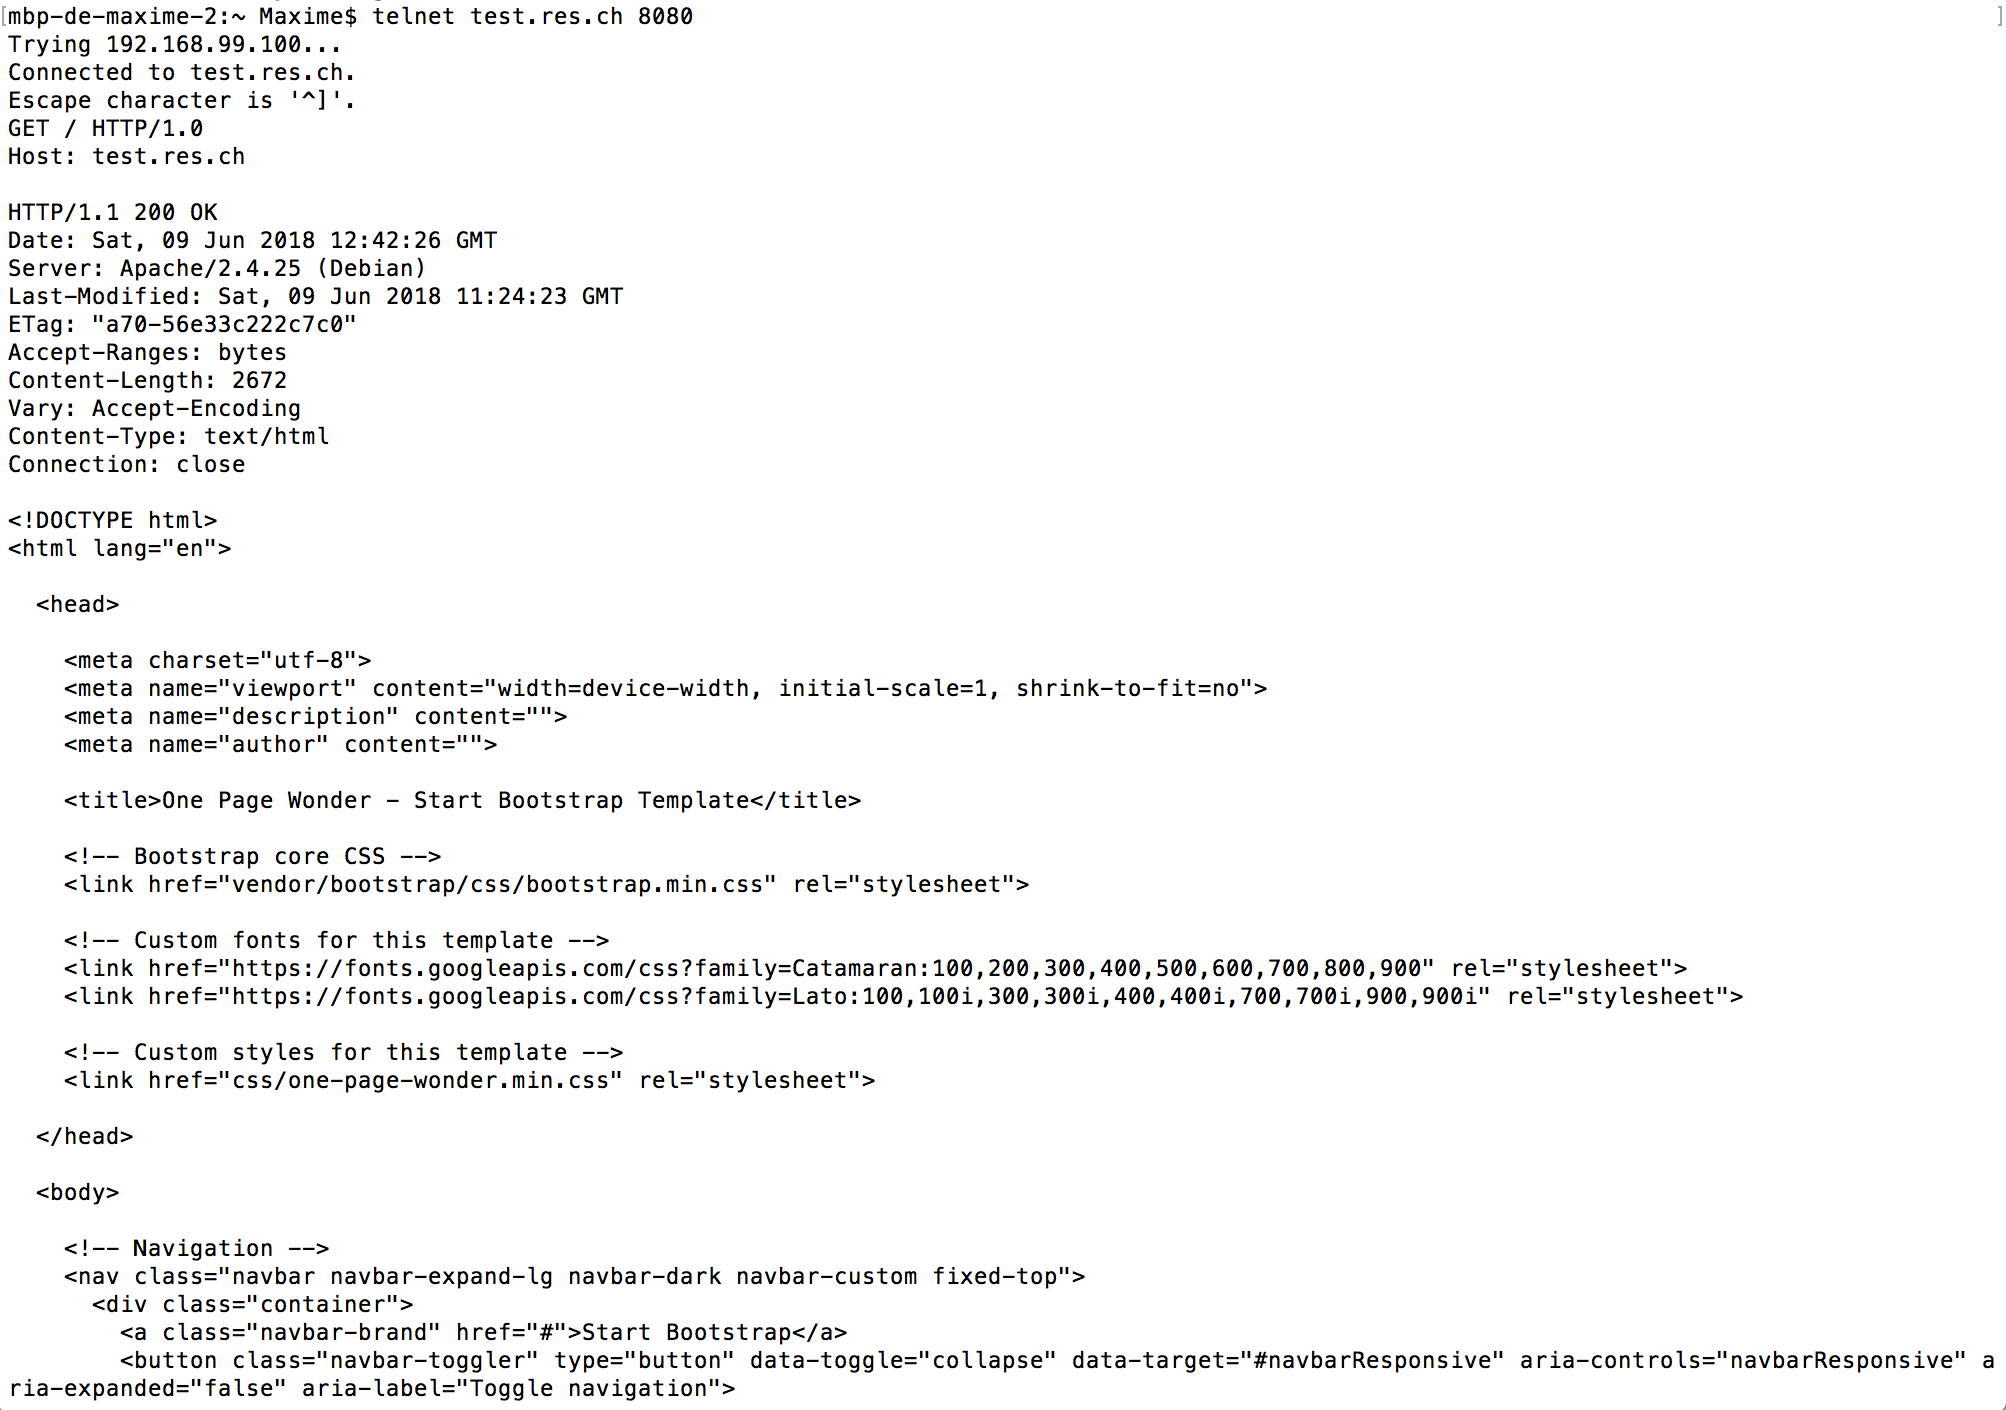 [mbp-de-maxime-2:~ Maxime$ telnet test.res.ch 8080 ]
Trying 192.168.99.100...
Connected to test.res.ch.
Escape character is '^]'.
GET / HTTP/1.0
Host: test.res.ch

HTTP/1.1 200 OK
Date: Sat, 09 Jun 2018 12:42:26 GMT
Server: Apache/2.4.25 (Debian)
Last-Modified: Sat, 09 Jun 2018 11:24:23 GMT
ETag: "a70-56e33c222c7c0"
Accept-Ranges: bytes
Content-Length: 2672
Vary: Accept-Encoding
Content-Type: text/html
Connection: close

<!DOCTYPE html>
<html lang="en">

  <head>

    <meta charset="utf-8">
    <meta name="viewport" content="width=device-width, initial-scale=1, shrink-to-fit=no">
    <meta name="description" content="">
    <meta name="author" content="">

    <title>One Page Wonder - Start Bootstrap Template</title>

    <!-- Bootstrap core CSS -->
    <link href="vendor/bootstrap/css/bootstrap.min.css" rel="stylesheet">

    <!-- Custom fonts for this template -->
    <link href="https://fonts.googleapis.com/css?family=Catamaran:100,200,300,400,500,600,700,800,900" rel="stylesheet">
    <link href="https://fonts.googleapis.com/css?family=Lato:100,100i,300,300i,400,400i,700,700i,900,900i" rel="stylesheet">

    <!-- Custom styles for this template -->
    <link href="css/one-page-wonder.min.css" rel="stylesheet">

  </head>

  <body>

    <!-- Navigation -->
    <nav class="navbar navbar-expand-lg navbar-dark navbar-custom fixed-top">
      <div class="container">
        <a class="navbar-brand" href="#">Start Bootstrap</a>
        <button class="navbar-toggler" type="button" data-toggle="collapse" data-target="#navbarResponsive" aria-controls="navbarResponsive" a
ria-expanded="false" aria-label="Toggle navigation">